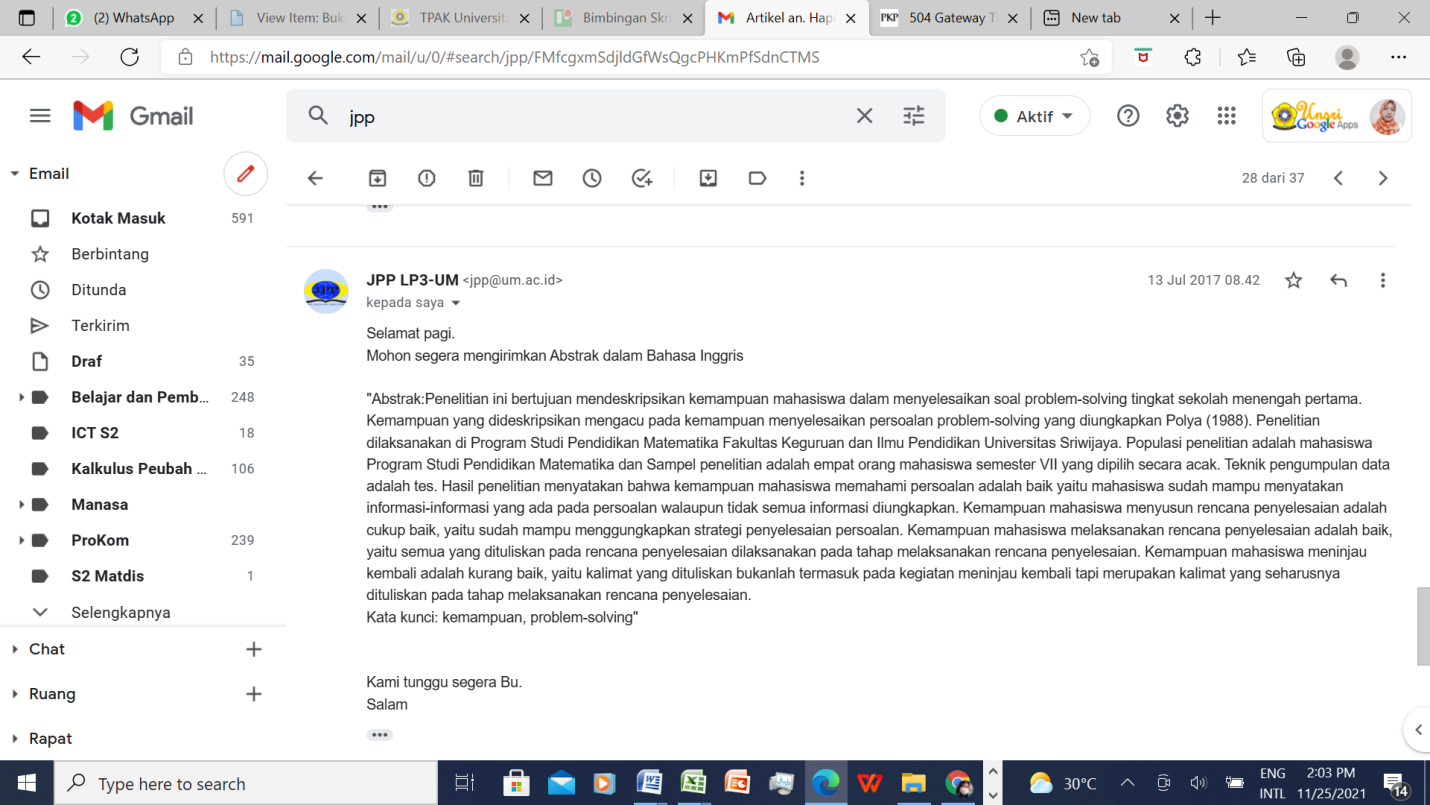 (2) WhatsApp
View Item: Buk
TPAK Universita
Bimbingan Skri
Artikel an. Hapi
PKP 504 Gateway Ti
New tab
https://mail.google.com/mail/u/0/#search/jpp/FMfcgxmSdjldGfWsQgcPHKmPfSdnCTMS
Gmail
jpp
Aktif
Unsri
Google Apps
Email
28 dari 37
Kotak Masuk 591
Berbintang
Ditunda
Terkirim
Draf 35
Belajar dan Pemb... 248
ICT S2 18
Kalkulus Peubah ... 106
Manasa
ProKom 239
S2 Matdis 1
Selengkapnya
Chat
Ruang
Rapat
JPP LP3-UM <jpp@um.ac.id>
13 Jul 2017 08.42
kepada saya
Selamat pagi.
Mohon segera mengirimkan Abstrak dalam Bahasa Inggris
"Abstrak:Penelitian ini bertujuan mendeskripsikan kemampuan mahasiswa dalam menyelesaikan soal problem-solving tingkat sekolah menengah pertama.
Kemampuan yang dideskripsikan mengacu pada kemampuan menyelesaikan persoalan problem-solving yang diungkapkan Polya (1988). Penelitian
dilaksanakan di Program Studi Pendidikan Matematika Fakultas Keguruan dan Ilmu Pendidikan Universitas Sriwijaya. Populasi penelitian adalah mahasiswa
Program Studi Pendidikan Matematika dan Sampel penelitian adalah empat orang mahasiswa semester VII yang dipilih secara acak. Teknik pengumpulan data
adalah tes. Hasil penelitian menyatakan bahwa kemampuan mahasiswa memahami persoalan adalah baik yaitu mahasiswa sudah mampu menyatakan
informasi-informasi yang ada pada persoalan walaupun tidak semua informasi diungkapkan. Kemampuan mahasiswa menyusun rencana penyelesaian adalah
cukup baik, yaitu sudah mampu menggungkapkan strategi penyelesaian persoalan. Kemampuan mahasiswa melaksanakan rencana penyelesaian adalah baik,
yaitu semua yang dituliskan pada rencana penyelesaian dilaksanakan pada tahap melaksanakan rencana penyelesaian. Kemampuan mahasiswa meninjau
kembali adalah kurang baik, yaitu kalimat yang dituliskan bukanlah termasuk pada kegiatan meninjau kembali tapi merupakan kalimat yang seharusnya
dituliskan pada tahap melaksanakan rencana penyelesaian.
Kata kunci: kemampuan, problem-solving"
Kami tunggu segera Bu.
Salam
Type here to search
30°C
ENG
INTL
2:03 PM
11/25/2021
14